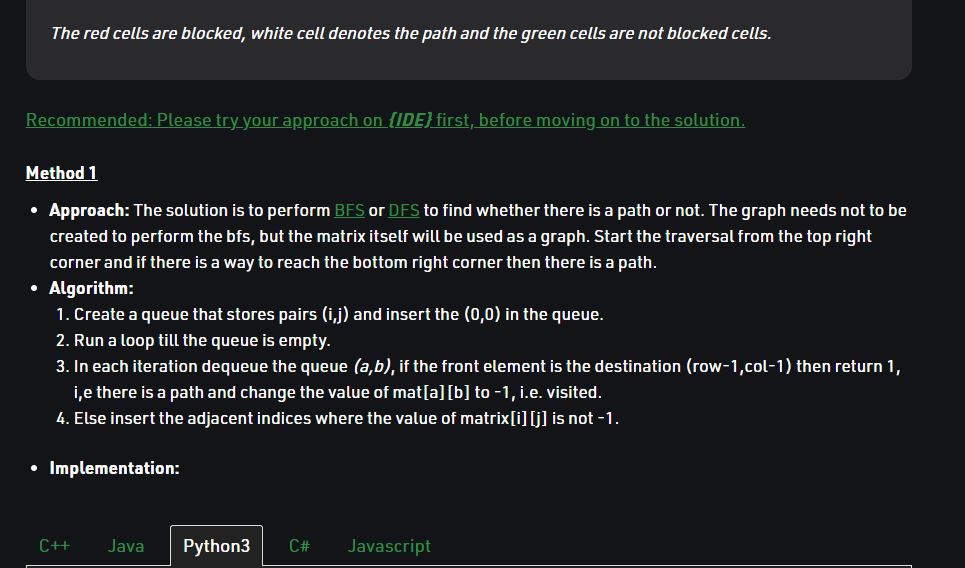 The red cells are blocked, white cell denotes the path and the green cells are not blocked cells.
Recommended: Please try your approach on {IDE} first, before moving on to the solution.
Method 1
• Approach: The solution is to perform BFS or DFS to find whether there is a path or not. The graph needs not to be
created to perform the bfs, but the matrix itself will be used as a graph. Start the traversal from the top right
corner and if there is a way to reach the bottom right corner then there is a path.
• Algorithm:
1. Create a queue that stores pairs (i,j) and insert the (0,0) in the queue.
2. Run a loop till the queue is empty.
3. In each iteration dequeue the queue (a,b), if the front element is the destination (row-1,col-1) then return 1,
i,e there is a path and change the value of mat[a][b] to -1, i.e. visited.
4. Else insert the adjacent indices where the value of matrix[i][j] is not -1.
• Implementation:
C++ Java Python3 C# Javascript